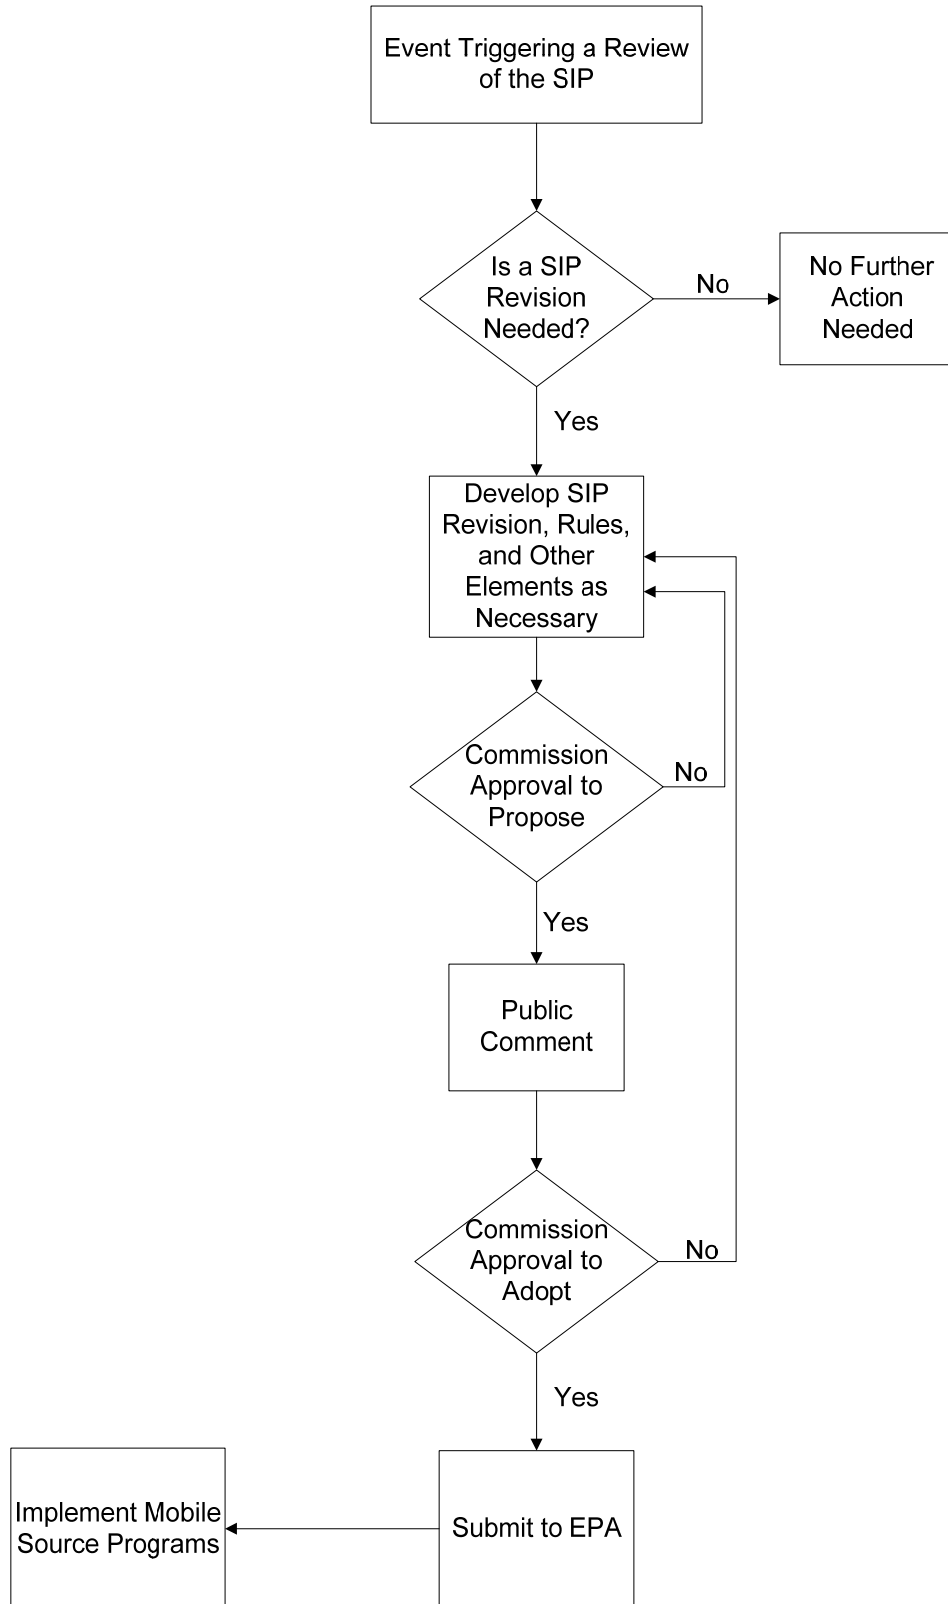 Event Triggering a Review
of the SIP
Is a SIP
Revision
Needed?
No
No Further
Action
Needed
Yes
Develop SIP
Revision, Rules,
and Other
Elements as
Necessary
Commission
Approval to
Propose
No
Yes
Public
Comment
Commission
Approval to
Adopt
No
Yes
Implement Mobile
Source Programs
Submit to EPA